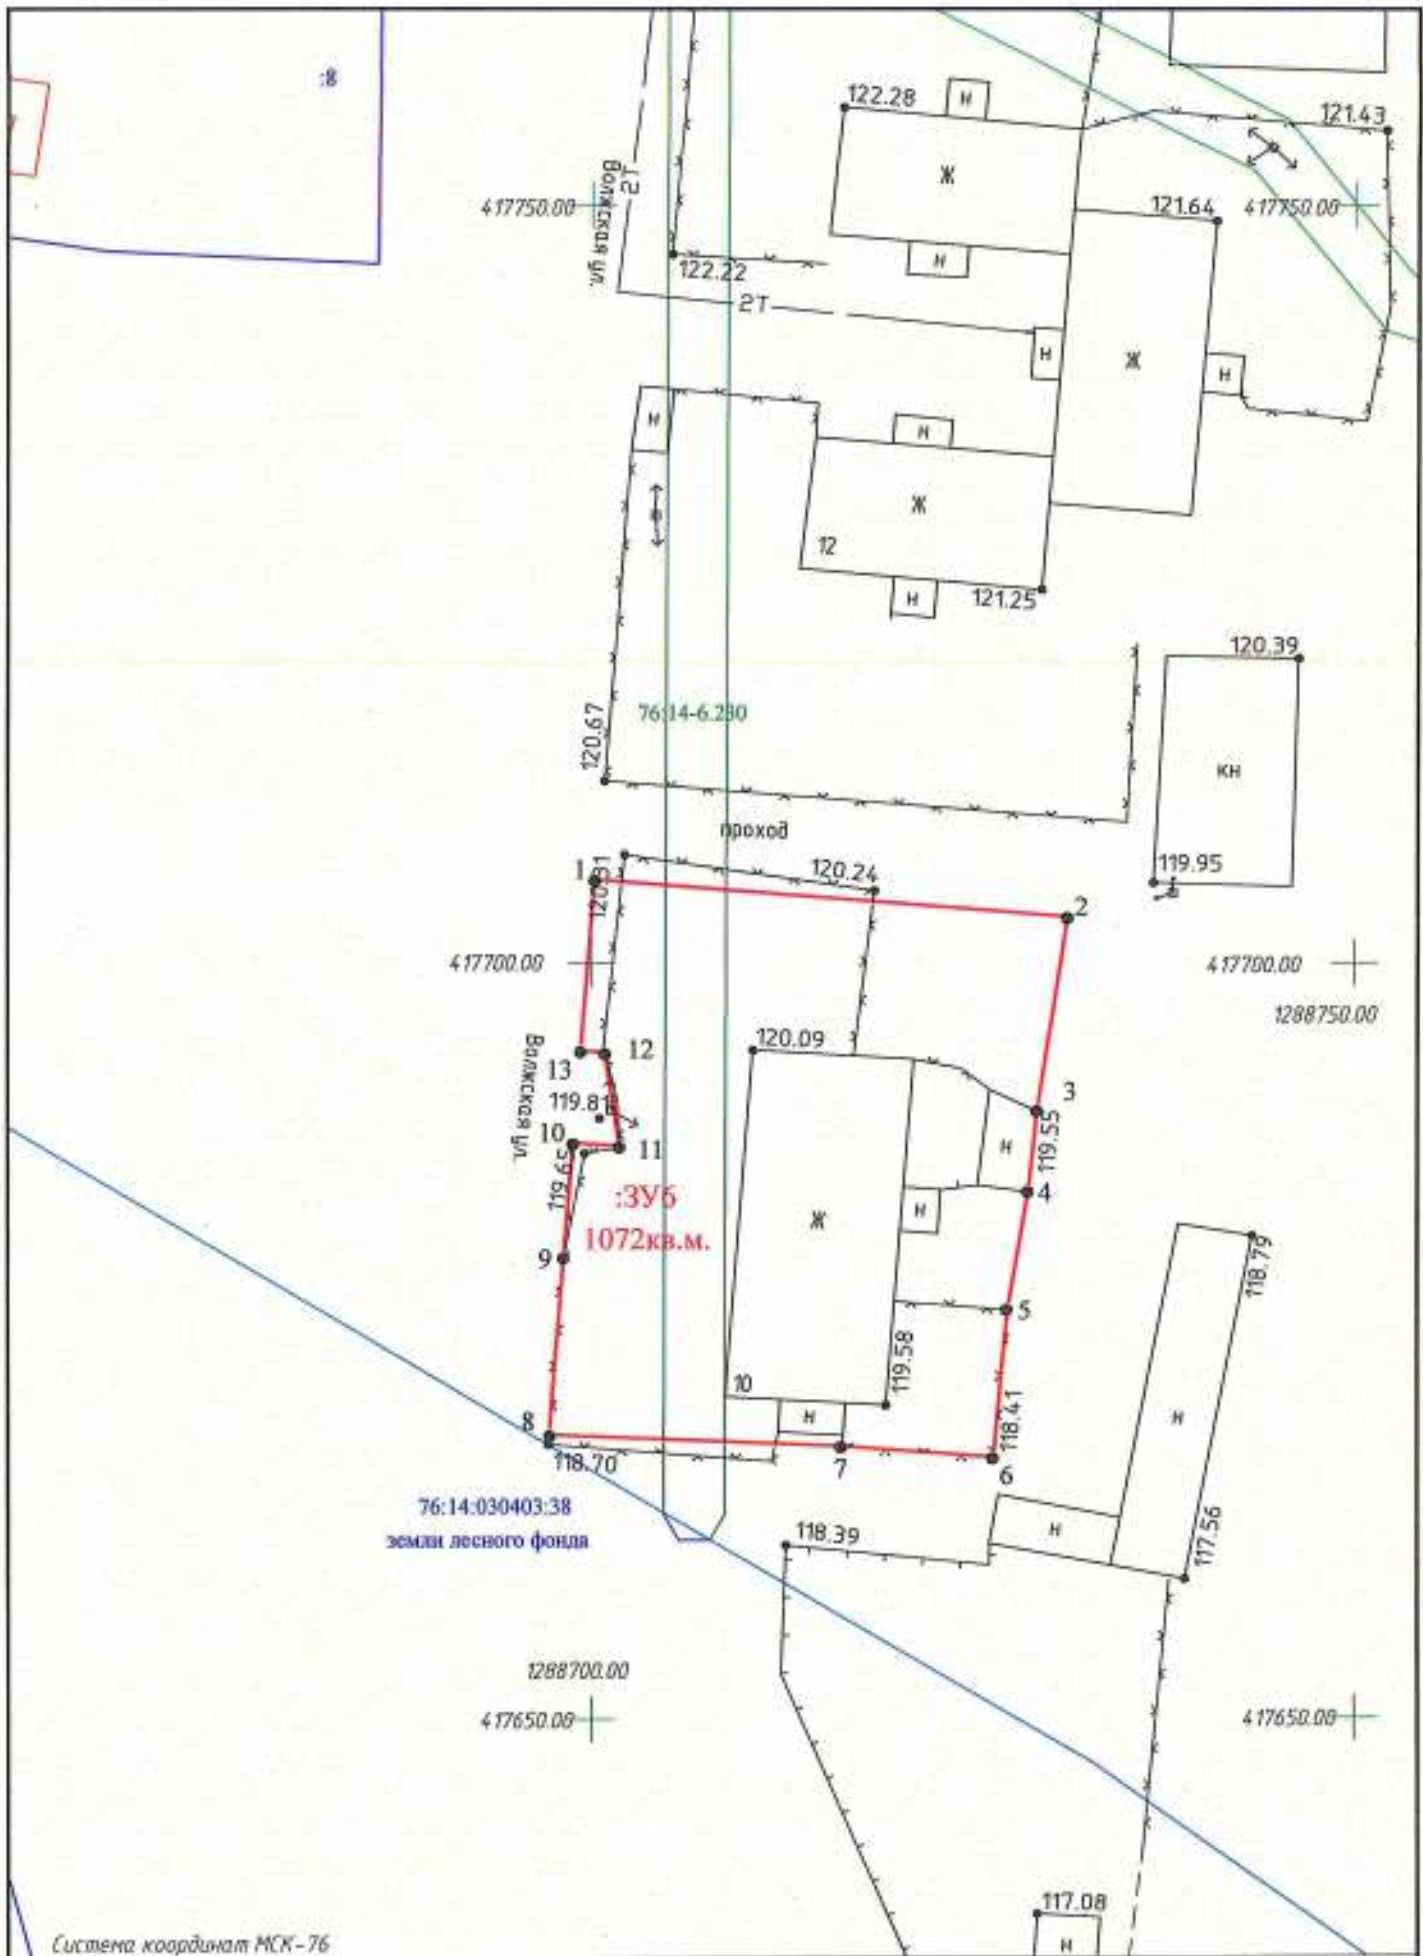 :8
122.28
н
121.43
Ж
Волжская ул.
2Т
417750.00
121.64
417750.00
122.22
н
2Т
н
Ж
н
н
н
Ж
12
н
121.25
120.39
120.67
76:14-6.230
кн
проход
119.95
1
120.31
120.24
2
417700.00
417700.00
1288750.00
Волжская ул.
13
12
120.09
3
119.81
10
11
119.55
н
119.65
:ЗУ6
4
1072кв.м.
Ж
н
9
118.79
5
119.58
10
8
н
118.41
н
118.70
7
6
76:14:030403:38
земли лесного фонда
118.39
н
117.56
1288700.00
417650.00
417650.00
117.08
н
Система координат МСК-76